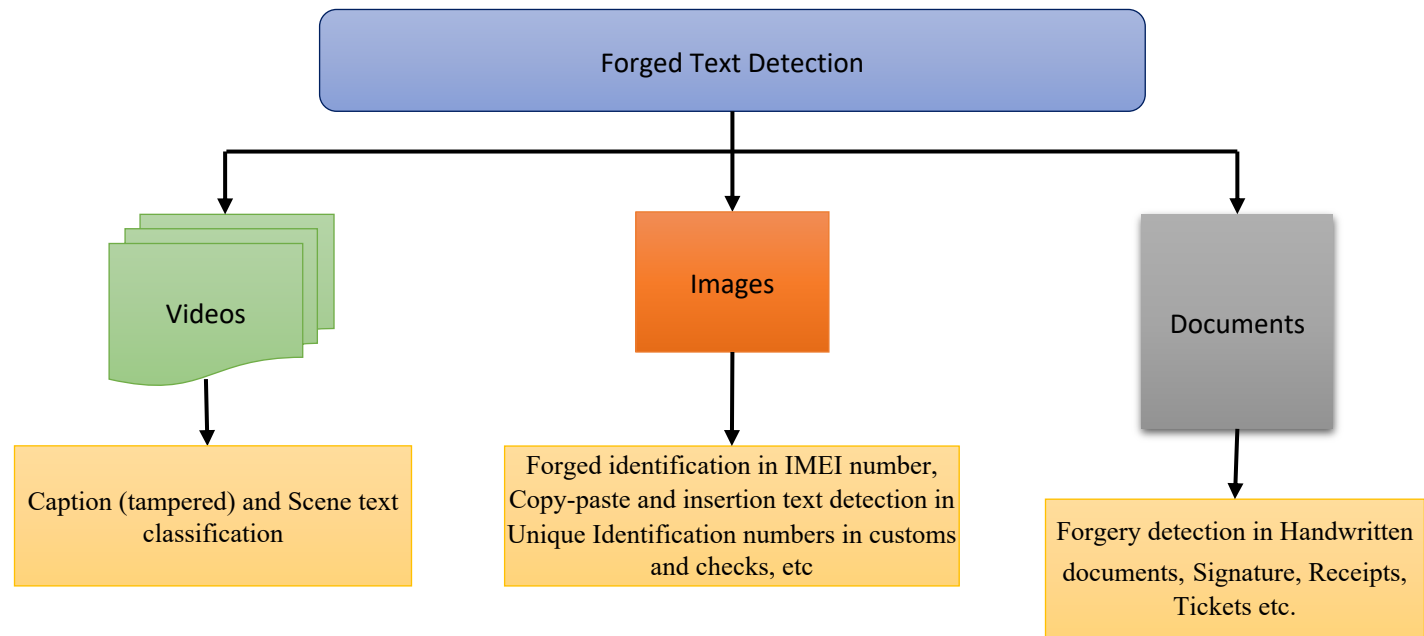 Forged Text Detection
Videos
Images
Documents
Caption (tampered) and Scene text
classification
Forged identification in IMEI number,
Copy-paste and insertion text detection in
Unique Identification numbers in customs
and checks, etc
Forgery detection in Handwritten
documents, Signature, Receipts,
Tickets etc.